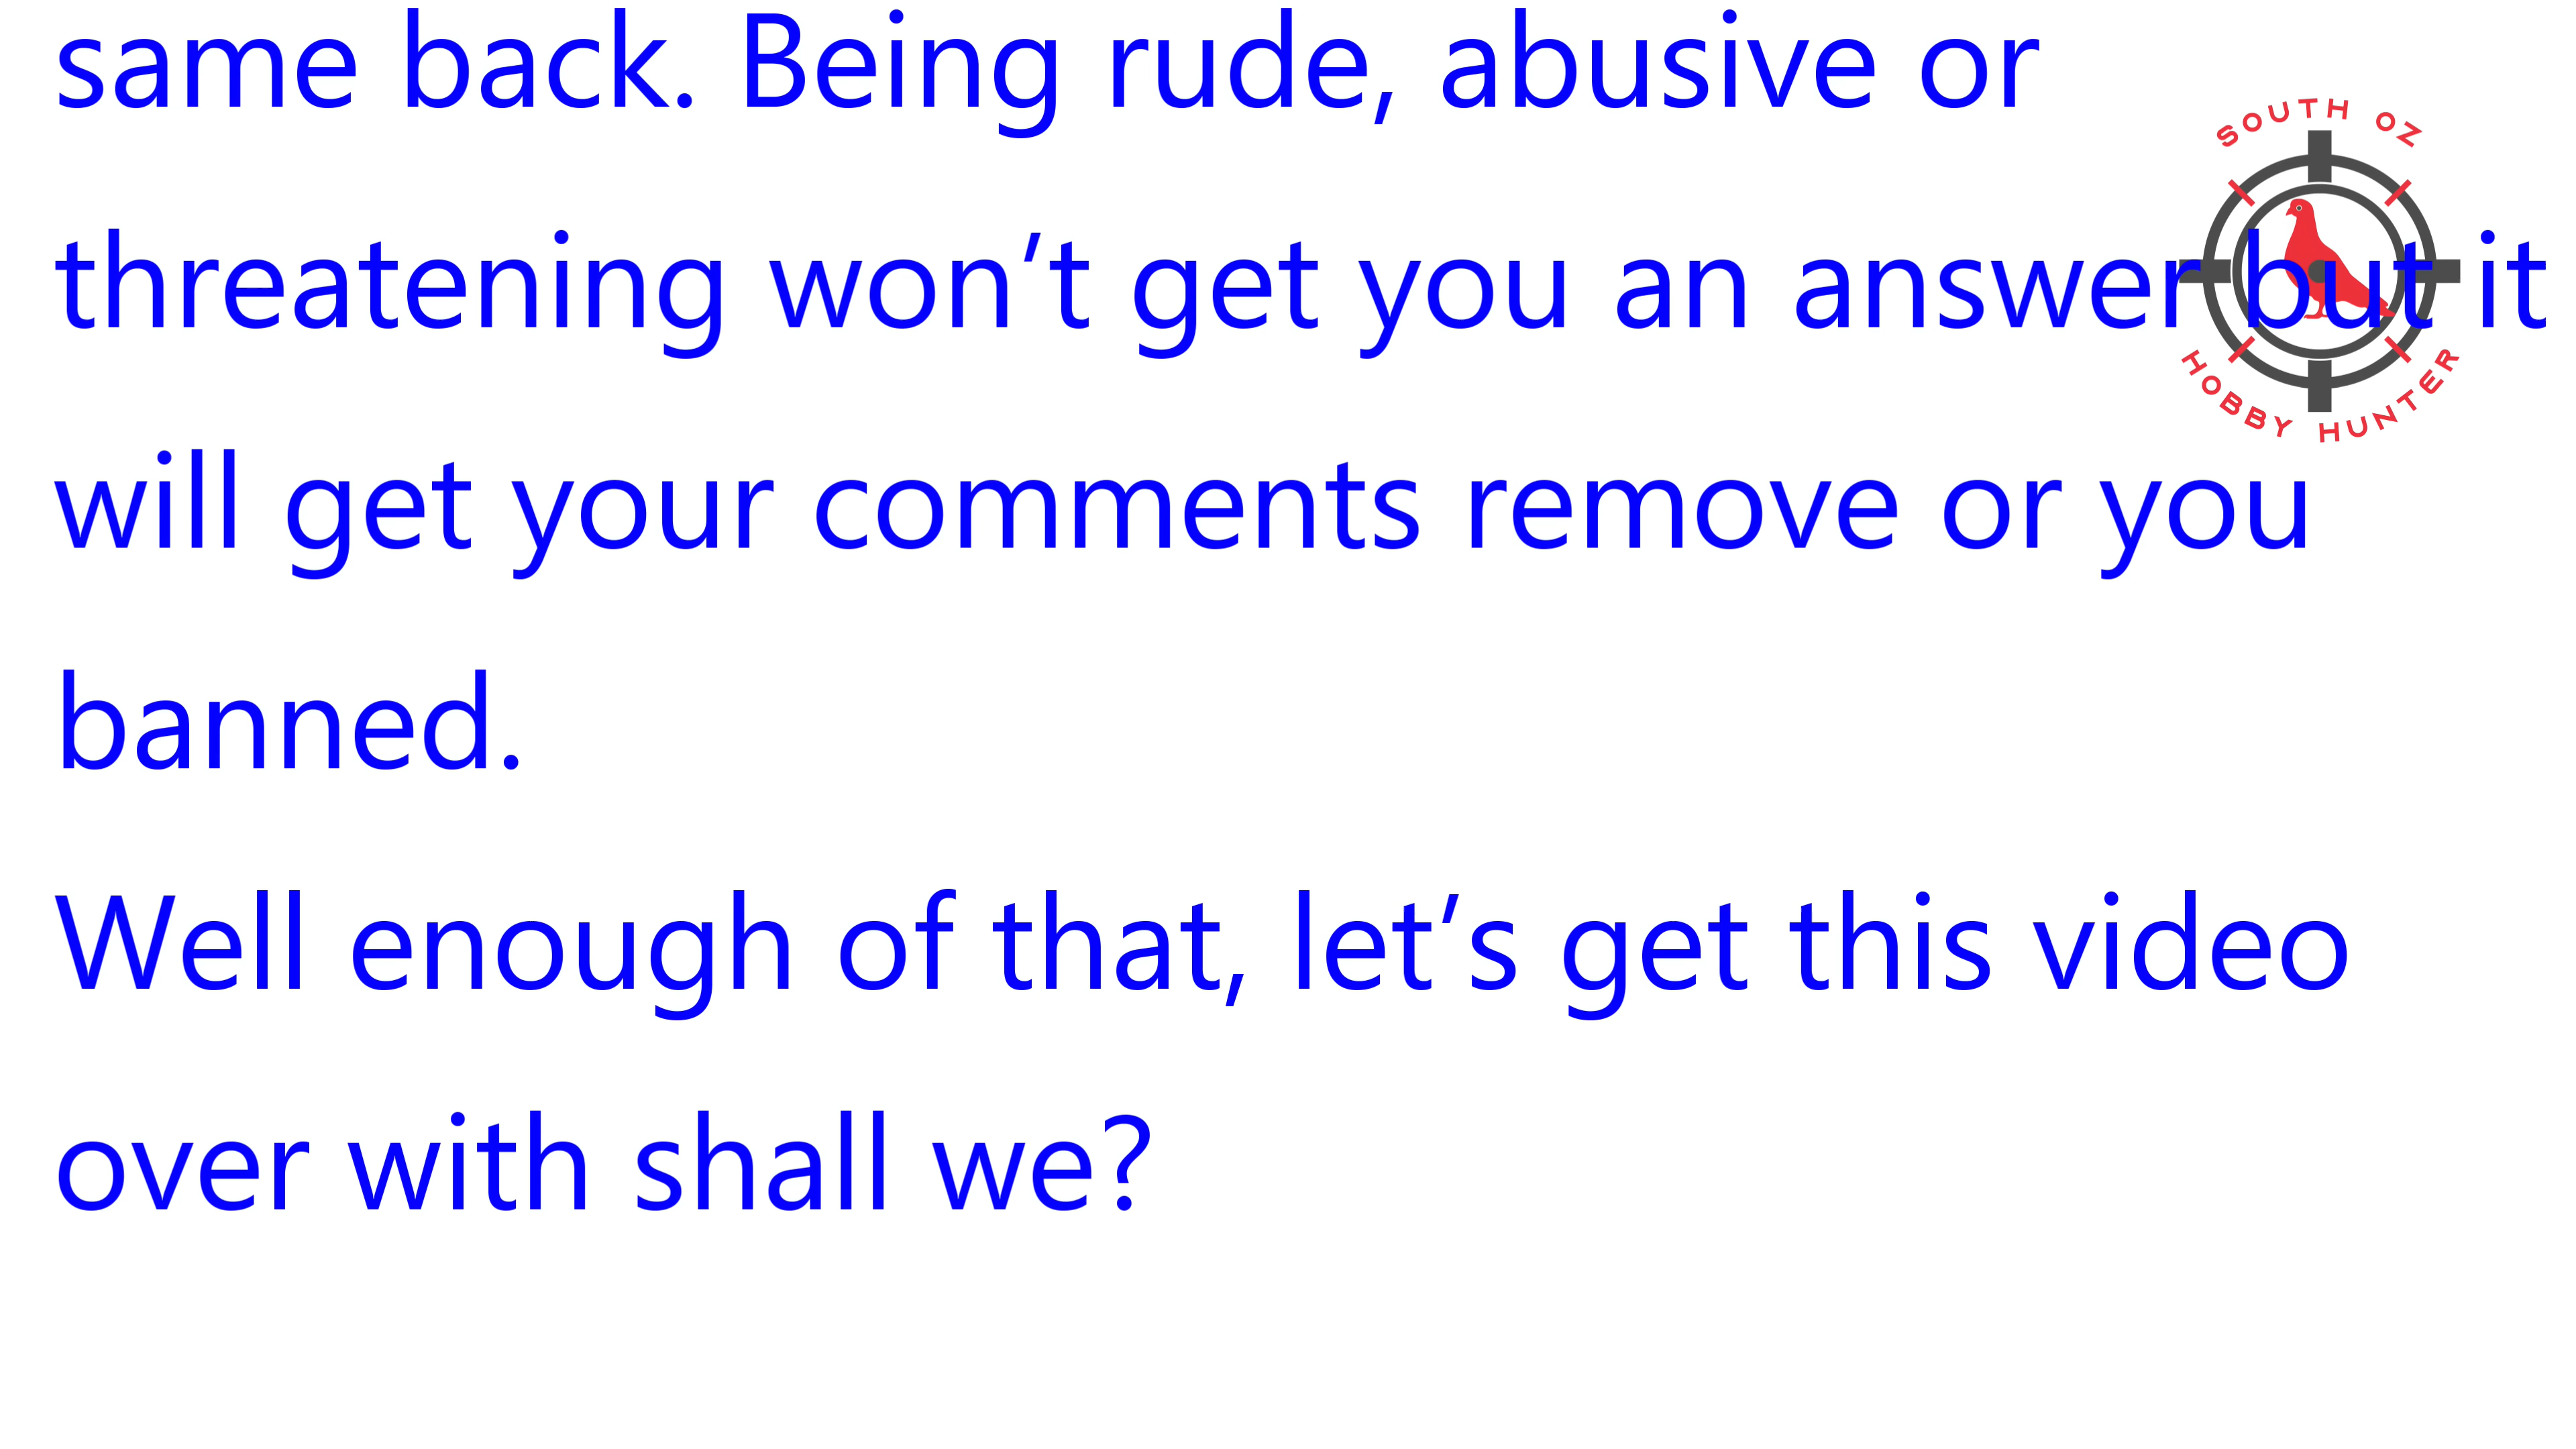 same back. Being rude, abusive or
SOUTH OZ
threatening won’t get you an answer but it
HOBBY HUNTER
will get your comments remove or you
banned.
Well enough of that, let’s get this video
over with shall we?